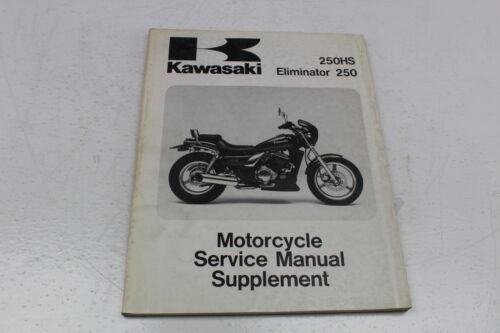 Kawasaki
250HS
Eliminator 250
Motorcycle
Service Manual
Supplement